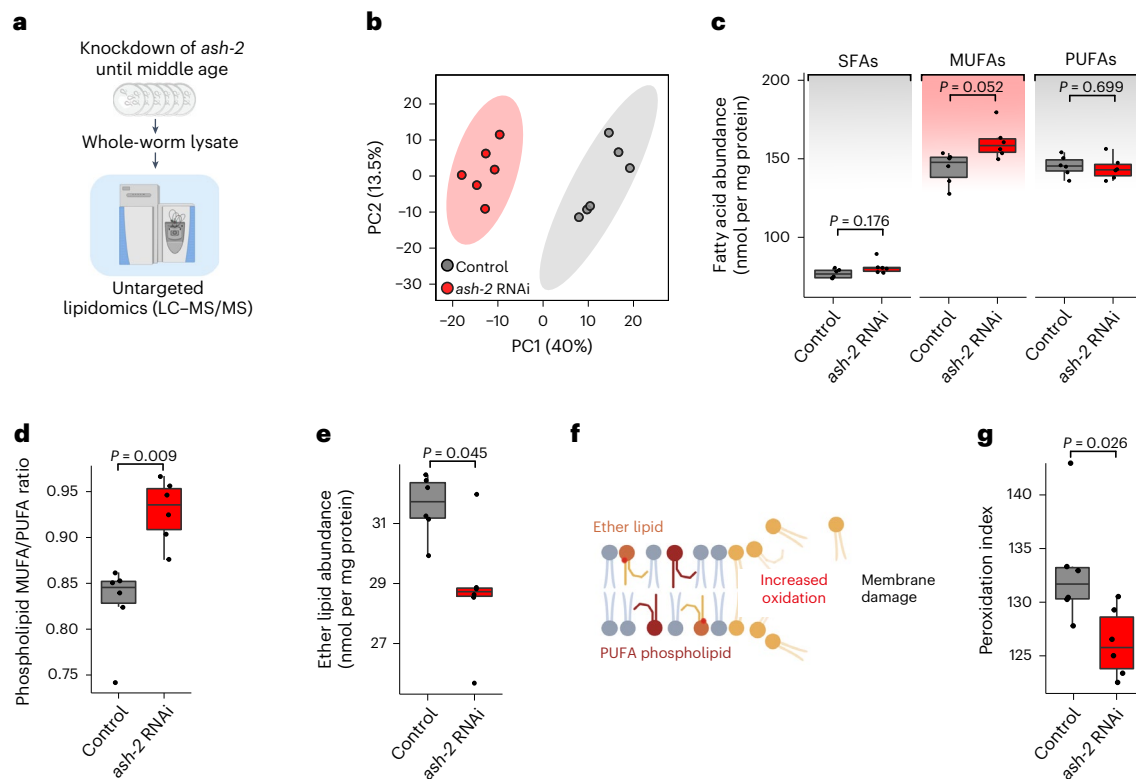 a
Knockdown of ash-2
until middle age
Whole-worm lysate
Untargeted
lipidomics (LC–MS/MS)
b
PC2 (13.5%)
20
10
0
−10
−20
−30
Control
ash-2 RNAi
−20
−10
0
10
20
PC1 (40%)
c
SFAs
MUFAs
PUFAs
Fatty acid abundance
(nmol per mg protein)
200
150
100
P = 0.176
P = 0.052
P = 0.699
Control
ash-2 RNAi
Control
ash-2 RNAi
Control
ash-2 RNAi
d
P = 0.009
Phospholipid MUFA/PUFA ratio
0.95
0.90
0.85
0.80
0.75
Control
ash-2 RNAi
e
P = 0.045
Ether lipid abundance
(nmol per mg protein)
31
29
27
Control
ash-2 RNAi
f
Ether lipid
Increased
oxidation
Membrane
damage
PUFA phospholipid
g
P = 0.026
Peroxidation index
140
135
130
125
Control
ash-2 RNAi